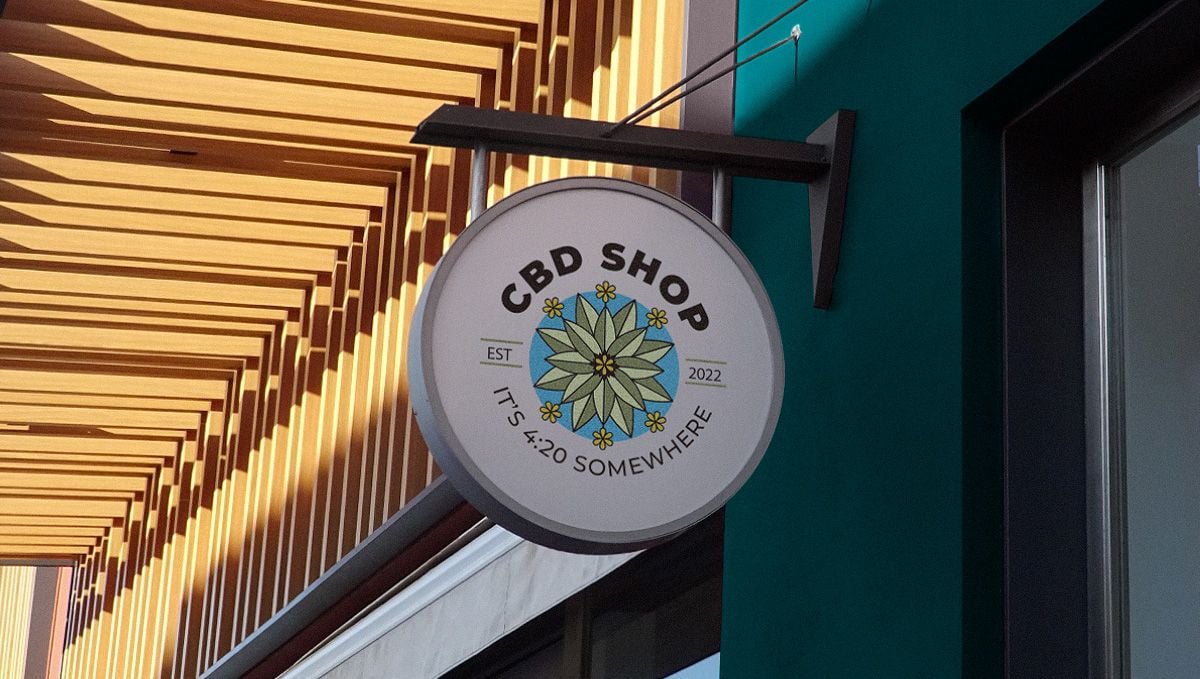 CBD SHOP
EST
2022
IT'S 4:20 SOMEWHERE